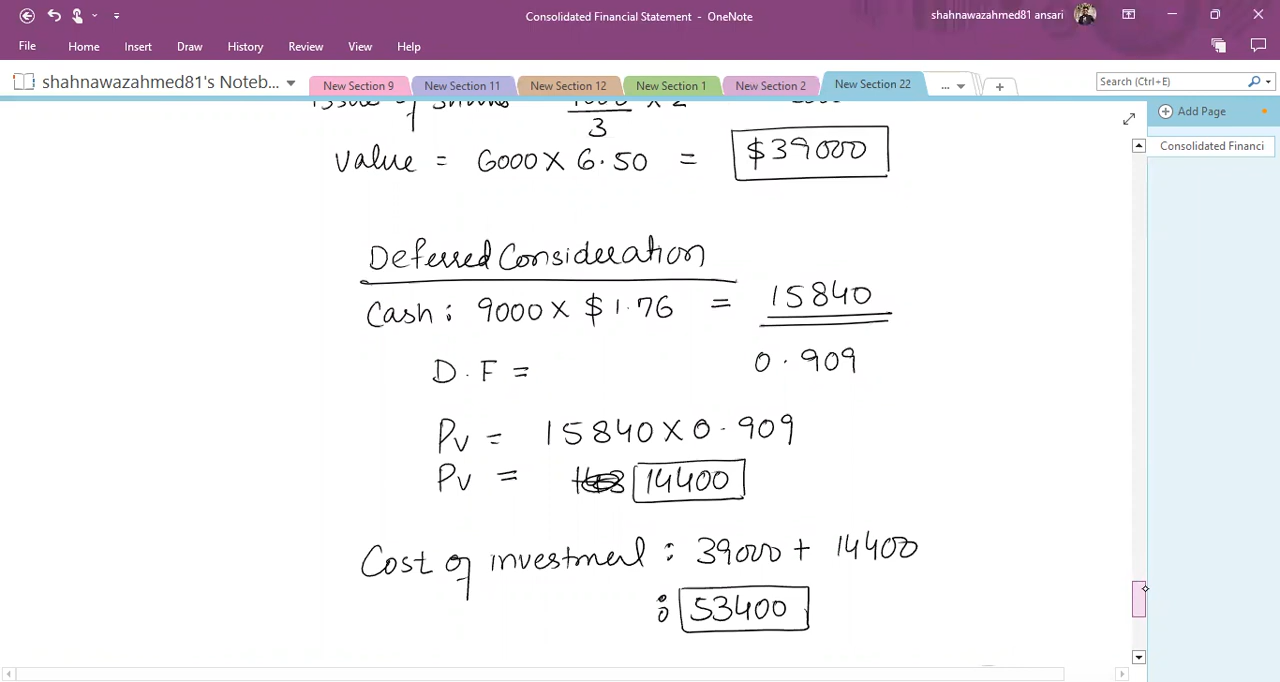 Consolidated Financial Statement - OneNote
shahnawazahmed81 ansari
File Home Insert Draw History Review View Help
shahnawazahmed81's Noteb... New Section 9 New Section 11 New Section 12 New Section 1 New Section 2 New Section 22 ... Search (Ctrl+E)
Add Page
Consolidated Financi
of 3 × 2
Value = 6000 × 6.50 = $39000
Deferred Consideration
Cash : 9000 × $1.76 = 15840
D.F = 0.909
Pv = 15840 × 0.909
Pv = 14400
Cost of investment : 39000 + 14400
: 53400